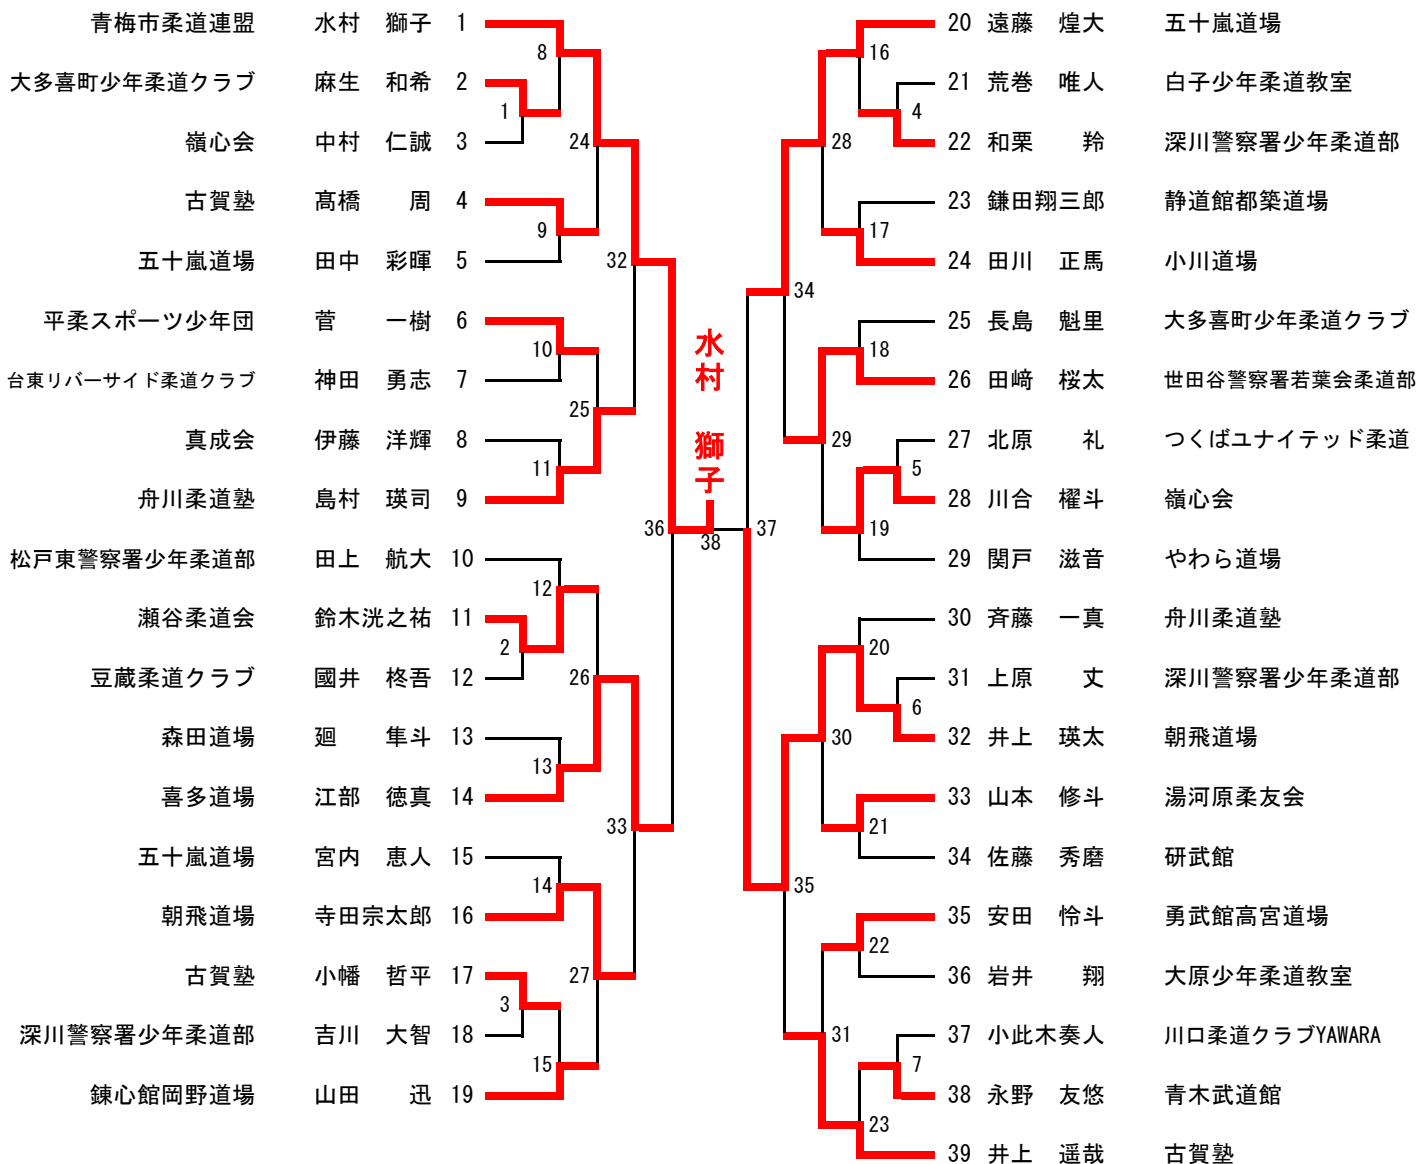 青梅市柔道連盟 水村 獅子 1
大多喜町少年柔道クラブ 麻生 和希 2
嶺心会 中村 仁誠 3
古賀塾 髙橋 周 4
五十嵐道場 田中 彩暉 5
平柔スポーツ少年団 菅 一樹 6
台東リバーサイド柔道クラブ 神田 勇志 7
真成会 伊藤 洋輝 8
舟川柔道塾 島村 瑛司 9
松戸東警察署少年柔道部 田上 航大 10
瀬谷柔道会 鈴木洸之祐 11
豆蔵柔道クラブ 國井 柊吾 12
森田道場 廻 隼斗 13
喜多道場 江部 徳真 14
五十嵐道場 宮内 恵人 15
朝飛道場 寺田宗太郎 16
古賀塾 小幡 哲平 17
深川警察署少年柔道部 吉川 大智 18
錬心館岡野道場 山田 迅 19
1
2
3
8
9
10
11
12
13
14
15
24
25
26
27
32
33
36
水村 獅子
38
37
34
35
28
29
30
31
16
17
18
19
20
21
22
23
4
5
6
7
20 遠藤 煌大 五十嵐道場
21 荒巻 唯人 白子少年柔道教室
22 和栗 羚 深川警察署少年柔道部
23 鎌田翔三郎 静道館都築道場
24 田川 正馬 小川道場
25 長島 魁里 大多喜町少年柔道クラブ
26 田﨑 桜太 世田谷警察署若葉会柔道部
27 北原 礼 つくばユナイテッド柔道
28 川合 櫂斗 嶺心会
29 関戸 滋音 やわら道場
30 斉藤 一真 舟川柔道塾
31 上原 丈 深川警察署少年柔道部
32 井上 瑛太 朝飛道場
33 山本 修斗 湯河原柔友会
34 佐藤 秀磨 研武館
35 安田 怜斗 勇武館高宮道場
36 岩井 翔 大原少年柔道教室
37 小此木奏人 川口柔道クラブYAWARA
38 永野 友悠 青木武道館
39 井上 遥哉 古賀塾